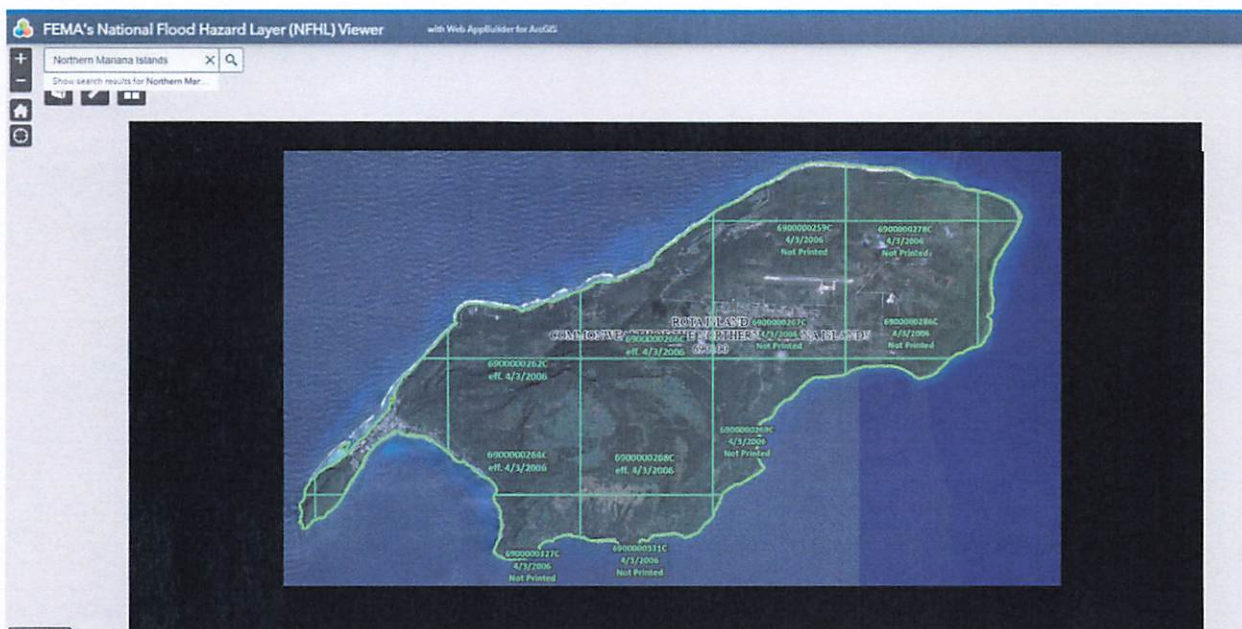 FEMA's National Flood Hazard Layer (NFHL) Viewer
with Web AppBuilder for ArcGIS
Northern Mariana Islands
Show search results for Northern Mar...
6900000259C
4/3/2006
Not Printed
6900000278C
4/3/2006
Not Printed
ROTA ISLAND
6900000267C
4/3/2006
Not Printed
6900000286C
4/3/2006
Not Printed
6900000266C
eff. 4/3/2006
6900000262C
eff. 4/3/2006
6900000269C
4/3/2006
Not Printed
6900000264C
eff. 4/3/2006
6900000268C
eff. 4/3/2006
4/3/2006
Not Printed
4/3/2006
Not Printed